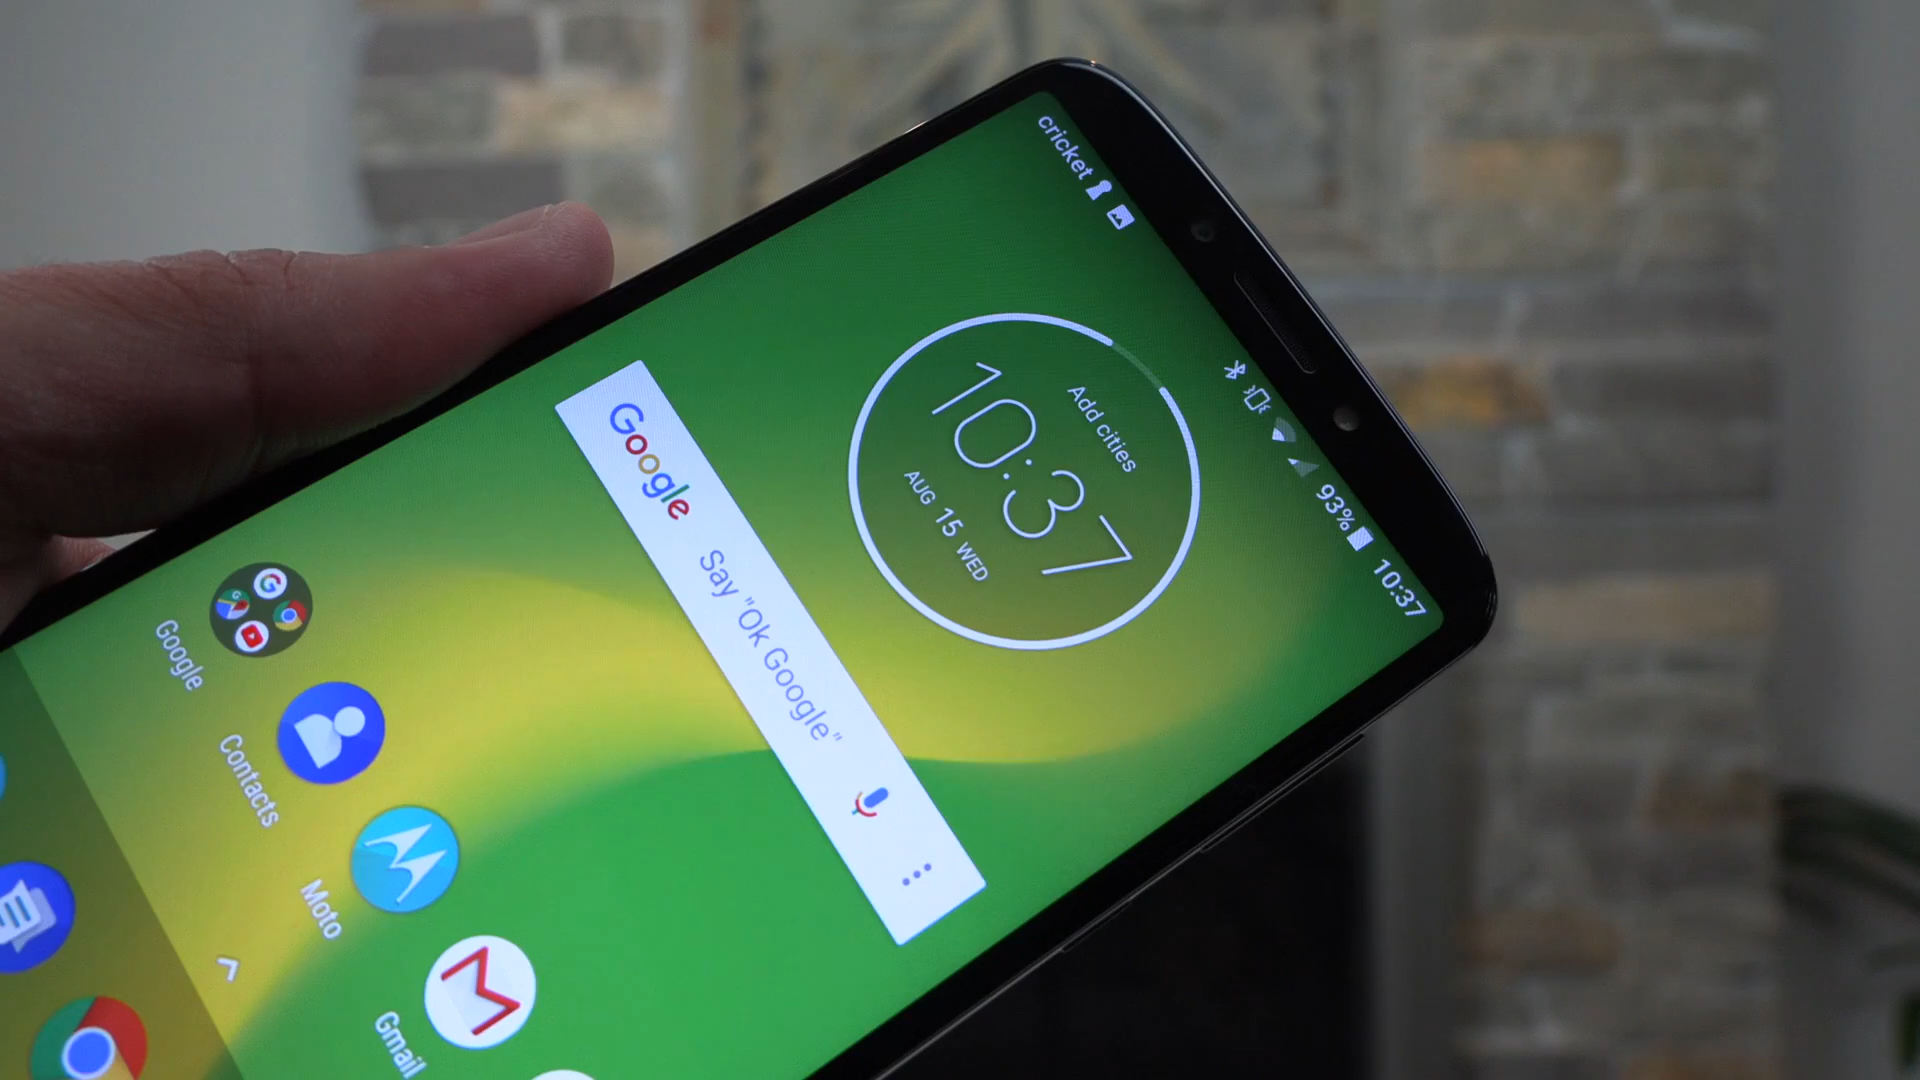 cricket
93%
10:37
Add cities
10:37
AUG 15 WED
Google Say "Ok Google"
Google
Contacts
Moto
Gmail